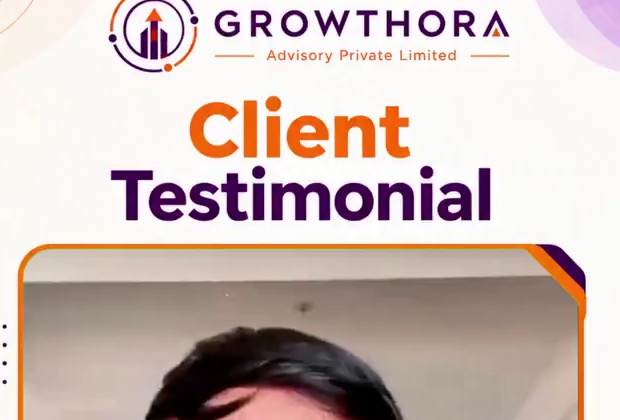 GROWTHORA
Advisory Private Limited
Client
Testimonial